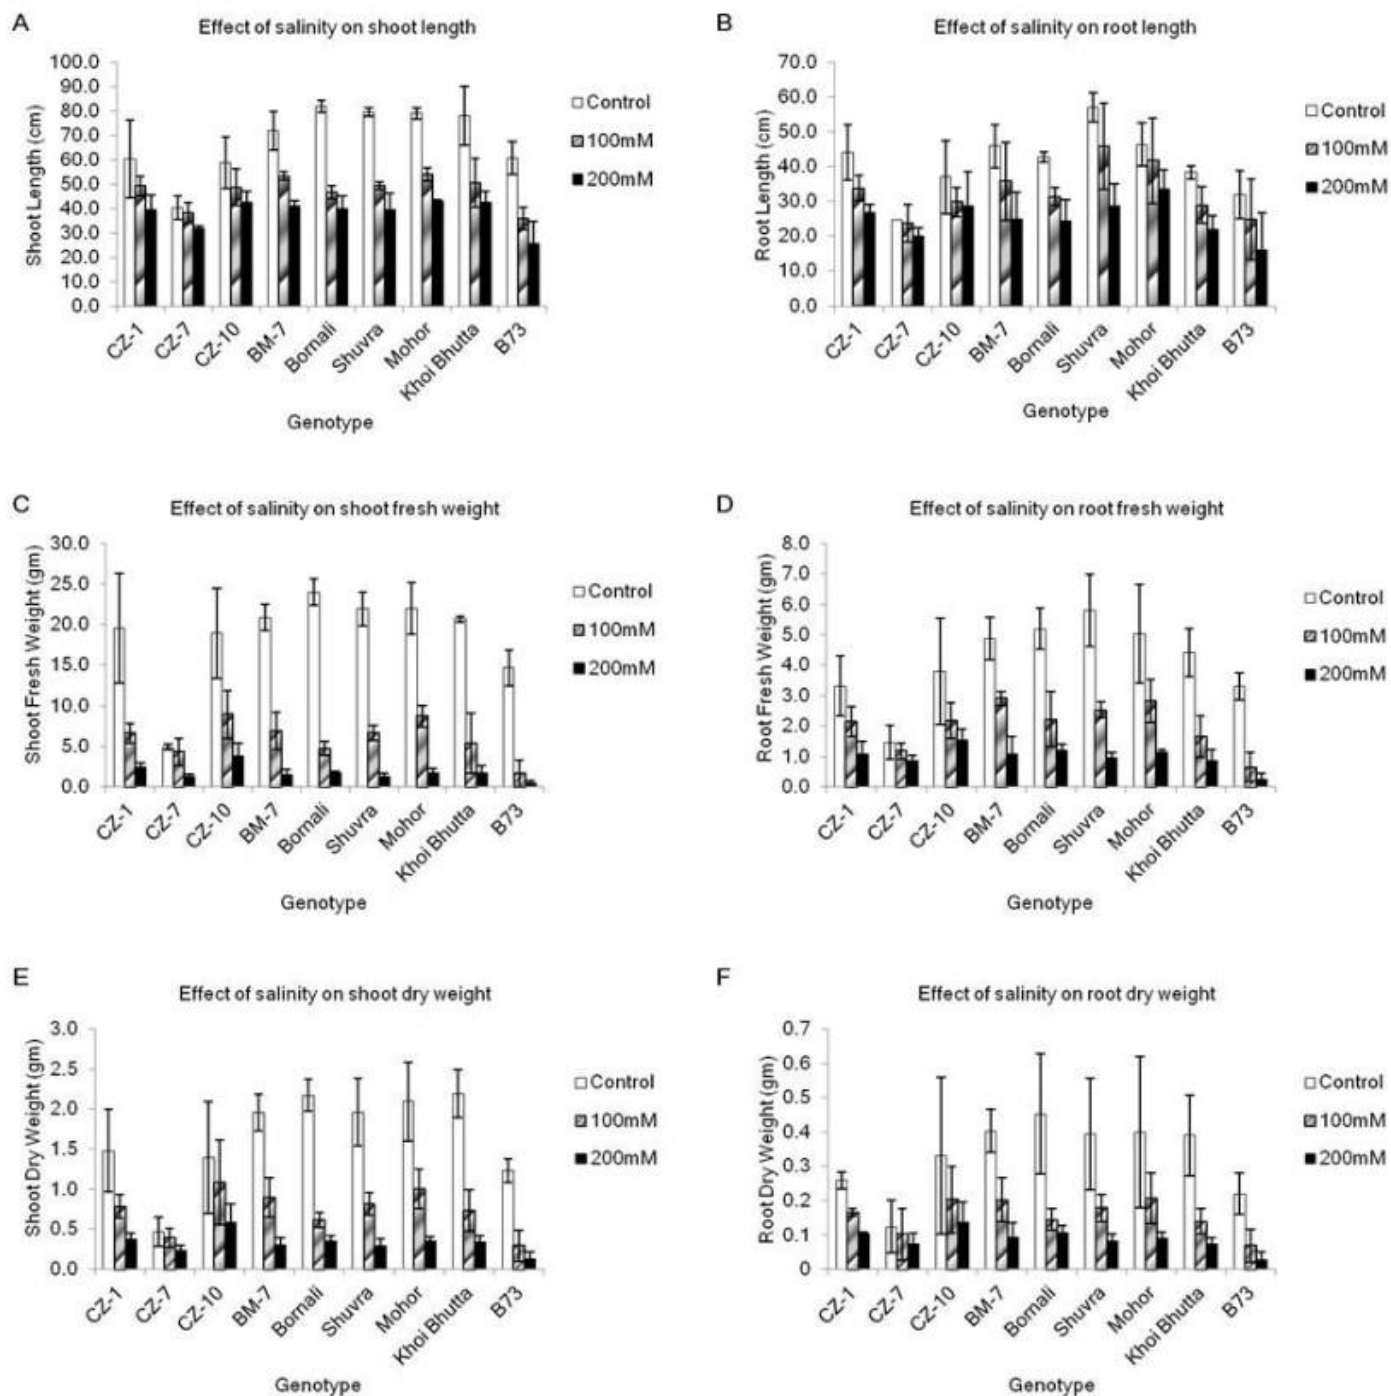 A
Effect of salinity on shoot length
Shoot Length (cm)
100.0
90.0
80.0
70.0
60.0
50.0
40.0
30.0
20.0
10.0
0.0
Control
100mM
200mM
CZ-1
CZ-7
CZ-10
BM-7
Bornali
Shuvra
Mohor
Khoi Bhutta
B73
Genotype
B
Effect of salinity on root length
Root Length (cm)
70.0
60.0
50.0
40.0
30.0
20.0
10.0
0.0
Control
100mM
200mM
CZ-1
CZ-7
CZ-10
BM-7
Bornali
Shuvra
Mohor
Khoi Bhutta
B73
Genotype
C
Effect of salinity on shoot fresh weight
Shoot Fresh Weight (gm)
30.0
25.0
20.0
15.0
10.0
5.0
0.0
Control
100mM
200mM
CZ-1
CZ-7
CZ-10
BM-7
Bornali
Shuvra
Mohor
Khoi Bhutta
B73
Genotype
D
Effect of salinity on root fresh weight
Root Fresh Weight (gm)
8.0
7.0
6.0
5.0
4.0
3.0
2.0
1.0
0.0
Control
100mM
200mM
CZ-1
CZ-7
CZ-10
BM-7
Bornali
Shuvra
Mohor
Khoi Bhutta
B73
Genotype
E
Effect of salinity on shoot dry weight
Shoot Dry Weight (gm)
3.0
2.5
2.0
1.5
1.0
0.5
0.0
Control
100mM
200mM
CZ-1
CZ-7
CZ-10
BM-7
Bornali
Shuvra
Mohor
Khoi Bhutta
B73
Genotype
F
Effect of salinity on root dry weight
Root Dry Weight (gm)
0.7
0.6
0.5
0.4
0.3
0.2
0.1
0
Control
100mM
200mM
CZ-1
CZ-7
CZ-10
BM-7
Bornali
Shuvra
Mohor
Khoi Bhutta
B73
Genotype